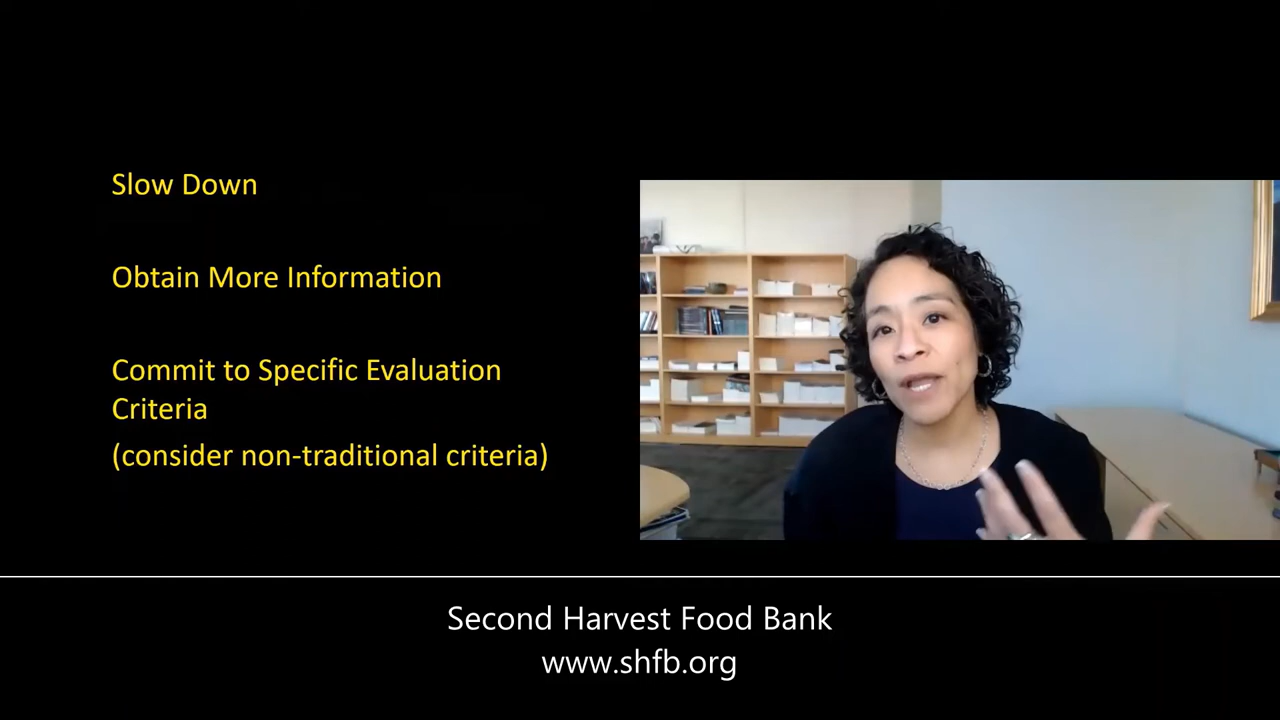 Slow Down
Obtain More Information
Commit to Specific Evaluation
Criteria
(consider non-traditional criteria)
Second Harvest Food Bank
www.shfb.org